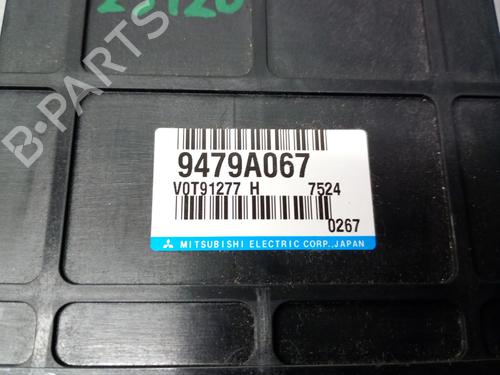 9479A067
V0T91277 H 7524
0267
MITSUBISHI ELECTRIC CORP.,JAPAN
B-PARTS